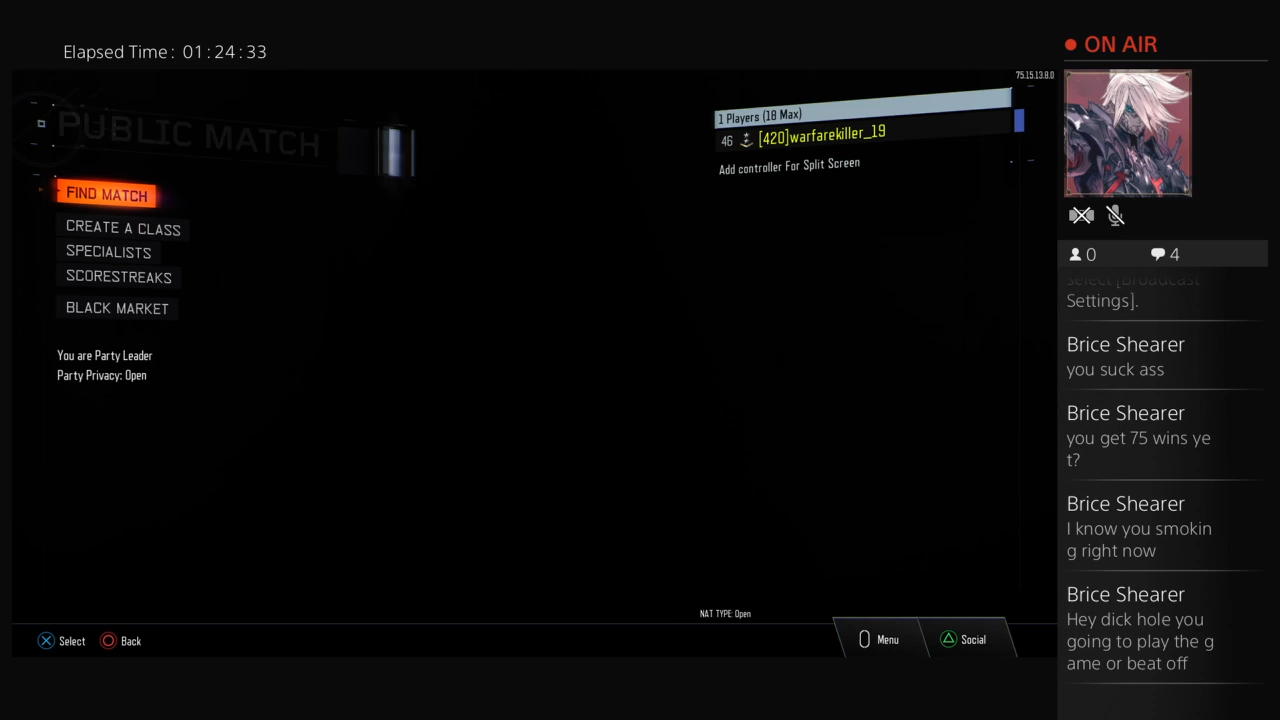 Elapsed Time: 01:24:33
ON AIR
75.15.13.8.0
PUBLIC MATCH
1 Players (18 Max)
46 [420]warfarekiller_19
Add controller For Split Screen
FIND MATCH
CREATE A CLASS
SPECIALISTS
SCORESTREAKS
BLACK MARKET
You are Party Leader
Party Privacy: Open
0 4
select [Broadcast
Settings].
Brice Shearer
you suck ass
Brice Shearer
you get 75 wins ye
t?
Brice Shearer
I know you smokin
g right now
Brice Shearer
Hey dick hole you
going to play the g
ame or beat off
NAT TYPE: Open
Select Back
Menu Social